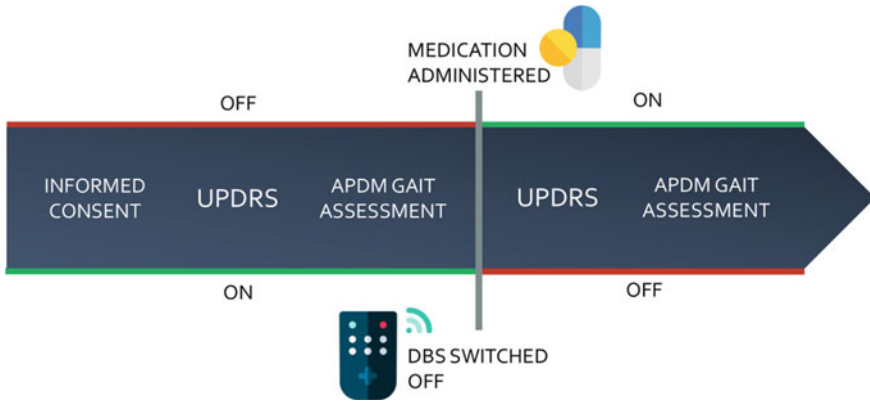 MEDICATION
ADMINISTERED
OFF
ON
INFORMED
CONSENT
UPDRS
APDM GAIT
ASSESSMENT
UPDRS
APDM GAIT
ASSESSMENT
ON
OFF
DBS SWITCHED
OFF